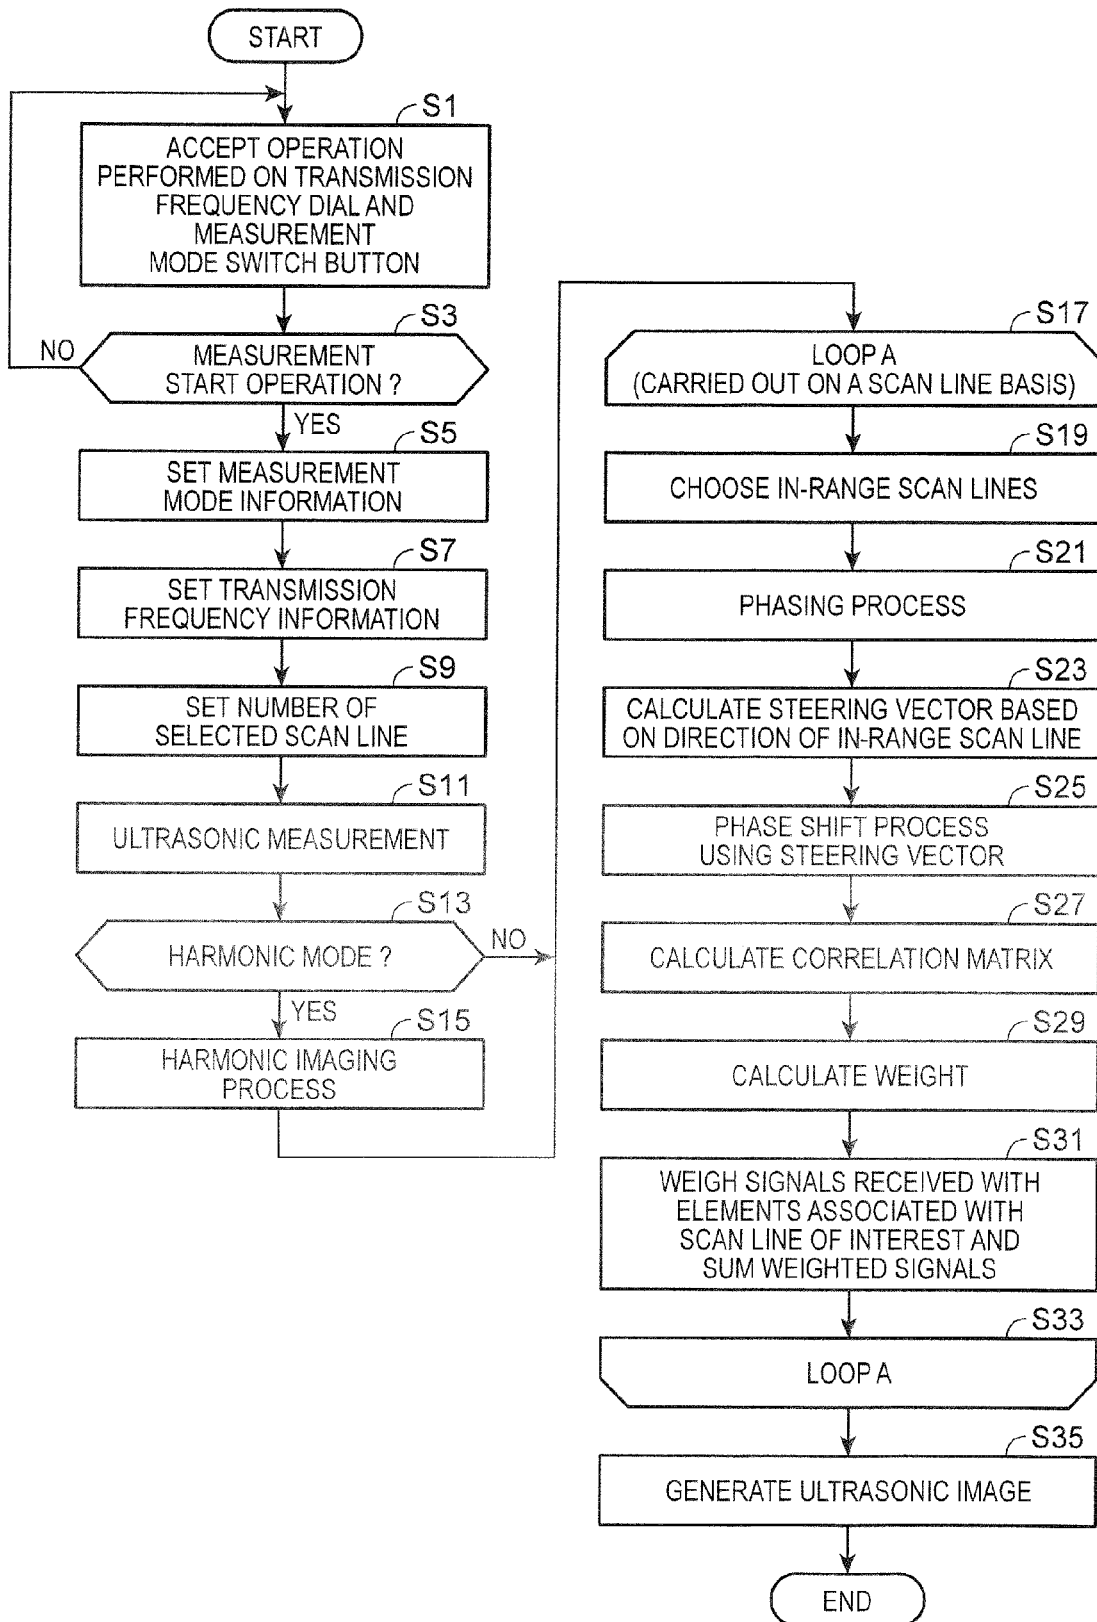 START
S1
ACCEPT OPERATION
PERFORMED ON TRANSMISSION
FREQUENCY DIAL AND
MEASUREMENT
MODE SWITCH BUTTON
S3
NO
MEASUREMENT
START OPERATION ?
YES
S5
SET MEASUREMENT
MODE INFORMATION
S7
SET TRANSMISSION
FREQUENCY INFORMATION
S9
SET NUMBER OF
SELECTED SCAN LINE
S11
ULTRASONIC MEASUREMENT
S13
HARMONIC MODE ?
NO
YES
S15
HARMONIC IMAGING
PROCESS
S17
LOOP A
(CARRIED OUT ON A SCAN LINE BASIS)
S19
CHOOSE IN-RANGE SCAN LINES
S21
PHASING PROCESS
S23
CALCULATE STEERING VECTOR BASED
ON DIRECTION OF IN-RANGE SCAN LINE
S25
PHASE SHIFT PROCESS
USING STEERING VECTOR
S27
CALCULATE CORRELATION MATRIX
S29
CALCULATE WEIGHT
S31
WEIGH SIGNALS RECEIVED WITH
ELEMENTS ASSOCIATED WITH
SCAN LINE OF INTEREST AND
SUM WEIGHTED SIGNALS
S33
LOOP A
S35
GENERATE ULTRASONIC IMAGE
END